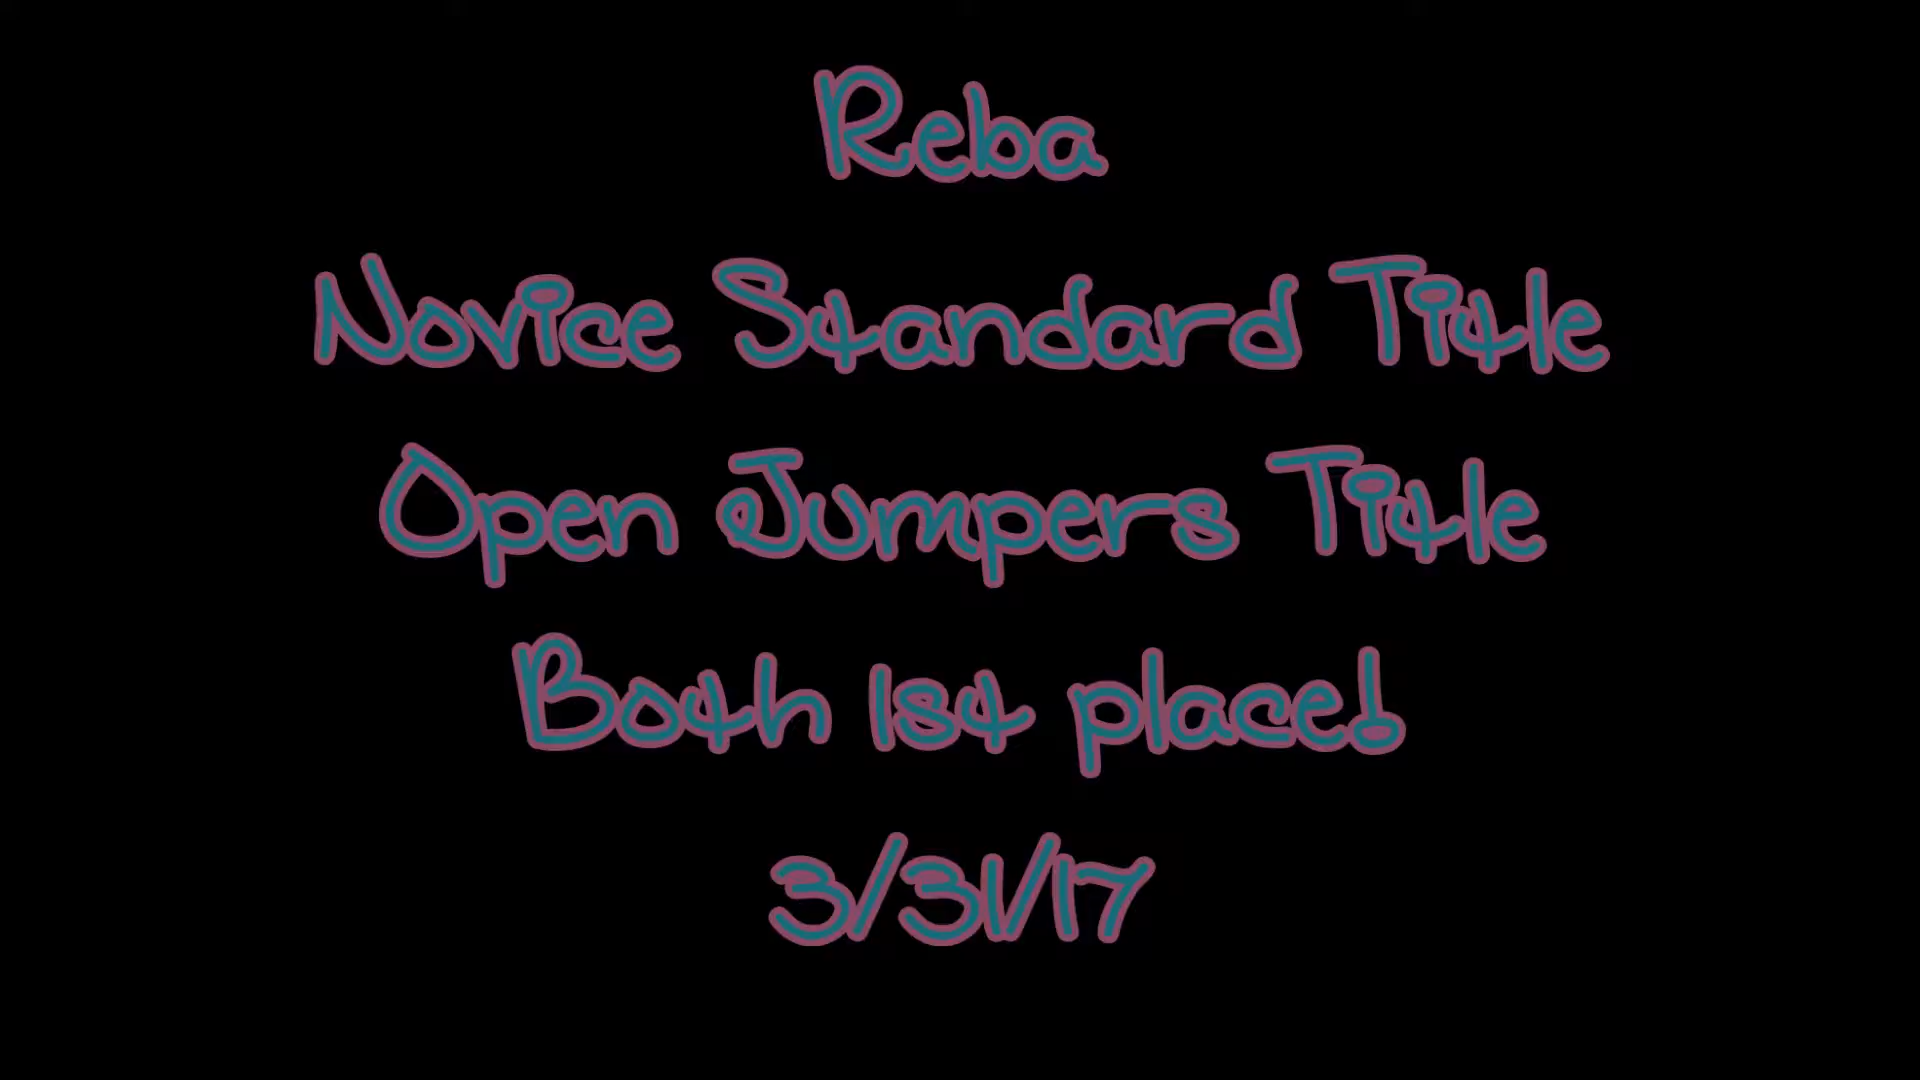 Reba
Novice Standard Title
Open Jumpers Title
Both 1st place!
3/31/17